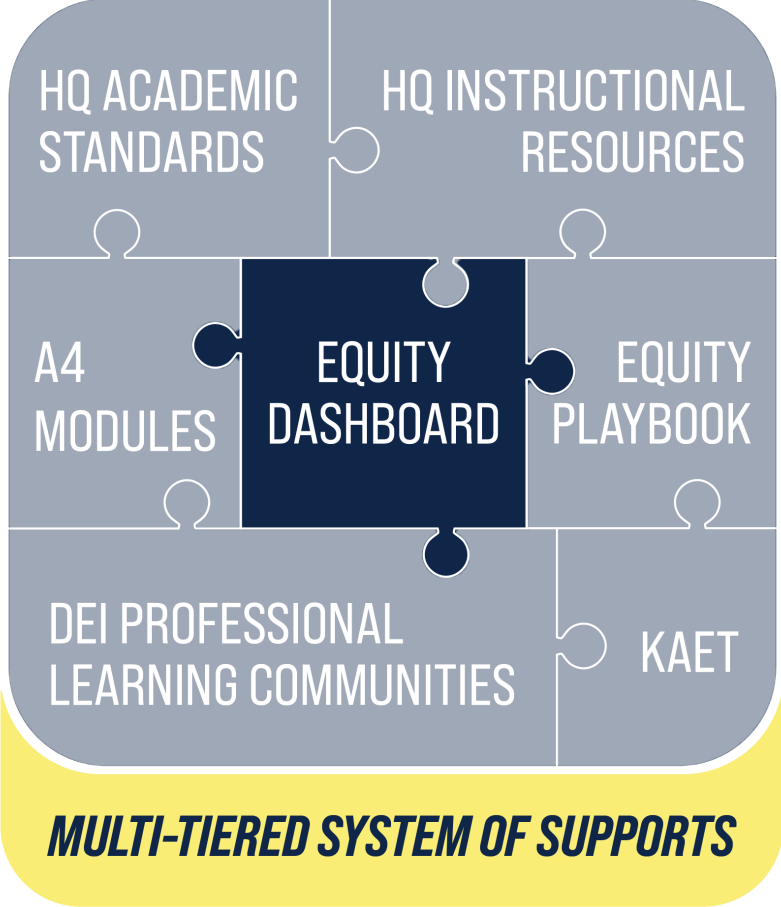 HQ ACADEMIC
STANDARDS
HQ INSTRUCTIONAL
RESOURCES
A4
MODULES
EQUITY
DASHBOARD
EQUITY
PLAYBOOK
DEI PROFESSIONAL
LEARNING COMMUNITIES
KAET
MULTI-TIERED SYSTEM OF SUPPORTS